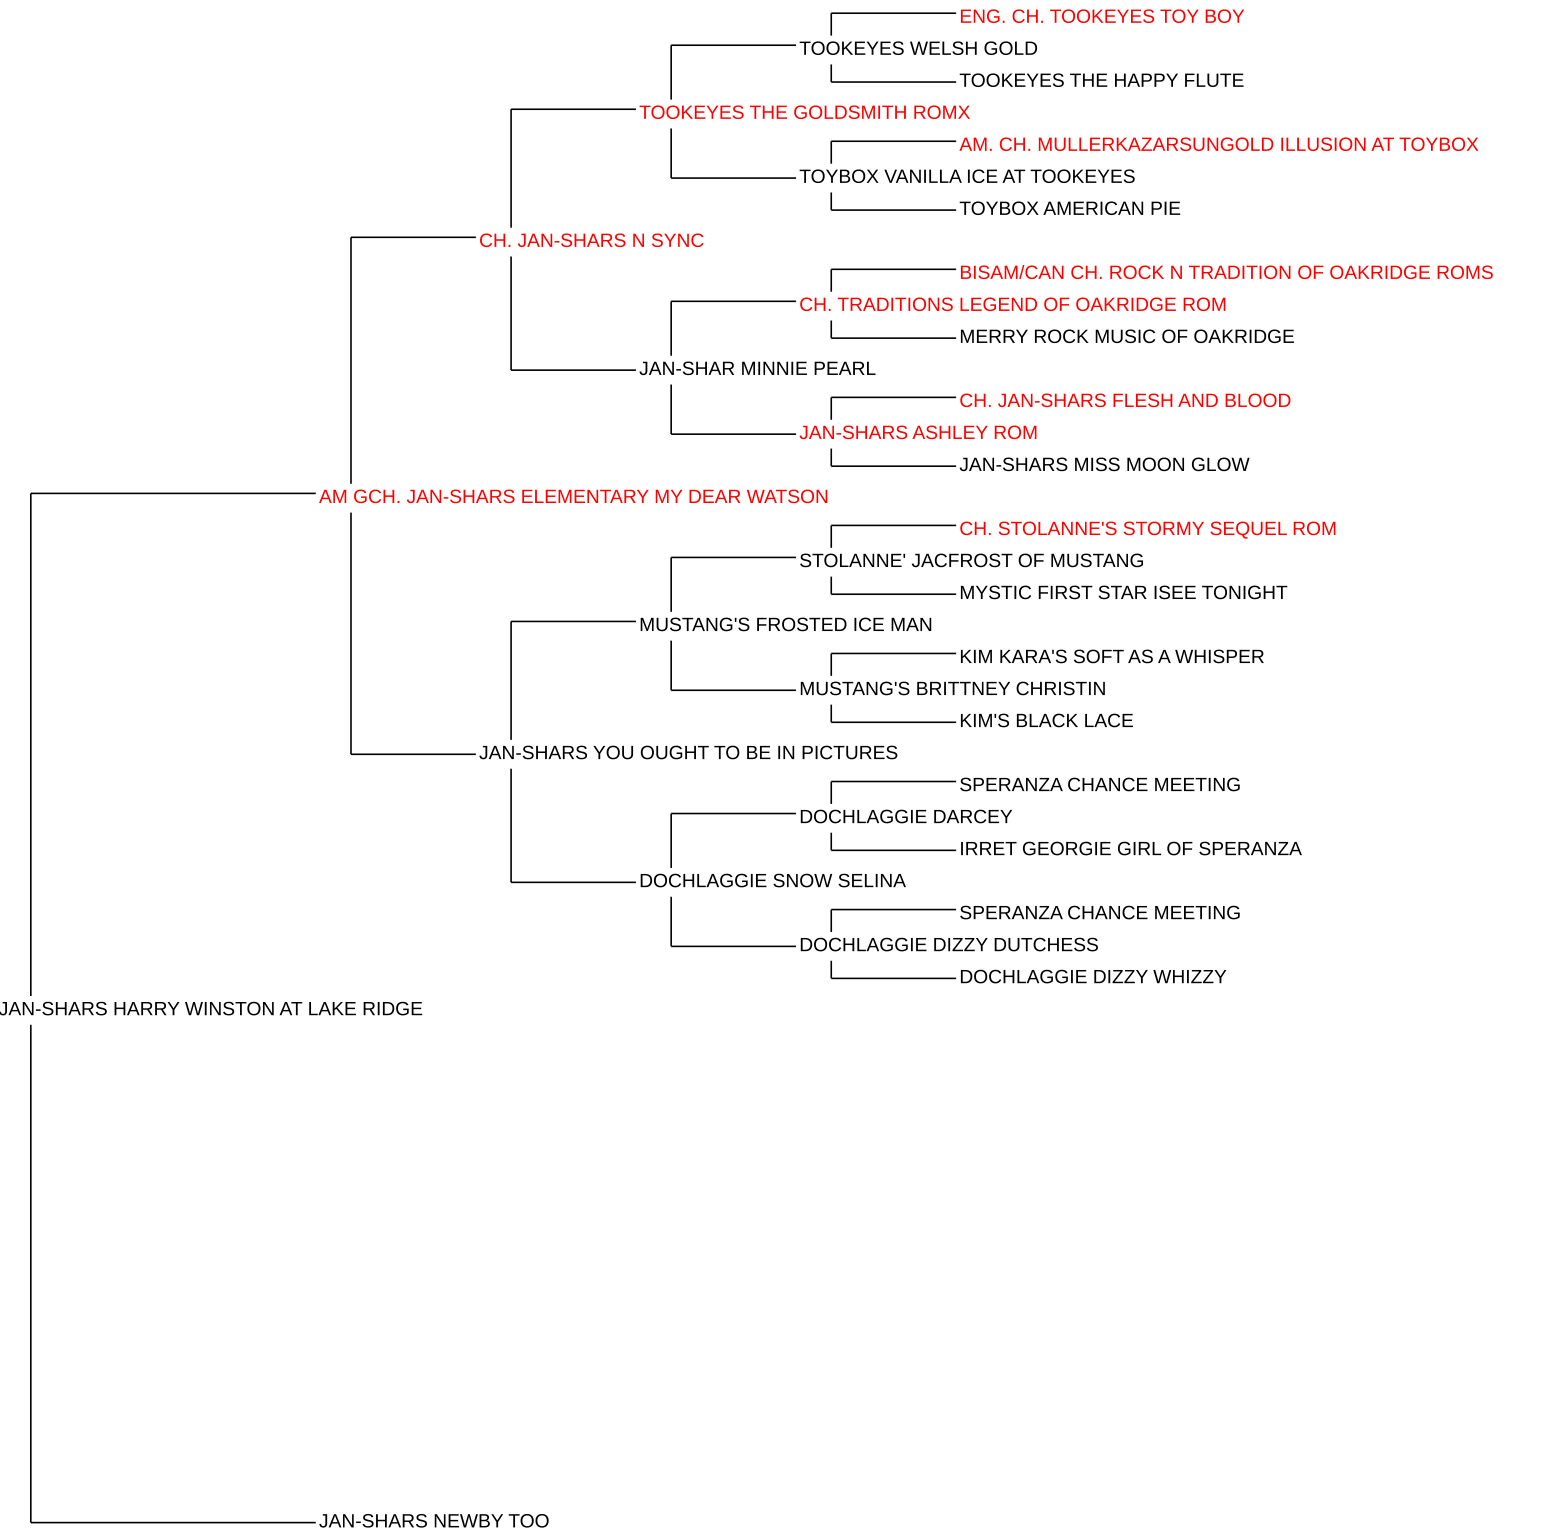 ENG. CH. TOOKEYES TOY BOY
TOOKEYES WELSH GOLD
TOOKEYES THE HAPPY FLUTE
TOOKEYES THE GOLDSMITH ROMX
AM. CH. MULLERKAZARSUNGOLD ILLUSION AT TOYBOX
TOYBOX VANILLA ICE AT TOOKEYES
TOYBOX AMERICAN PIE
CH. JAN-SHARS N SYNC
BISAM/CAN CH. ROCK N TRADITION OF OAKRIDGE ROMS
CH. TRADITIONS LEGEND OF OAKRIDGE ROM
MERRY ROCK MUSIC OF OAKRIDGE
JAN-SHAR MINNIE PEARL
CH. JAN-SHARS FLESH AND BLOOD
JAN-SHARS ASHLEY ROM
JAN-SHARS MISS MOON GLOW
AM GCH. JAN-SHARS ELEMENTARY MY DEAR WATSON
CH. STOLANNE'S STORMY SEQUEL ROM
STOLANNE' JACFROST OF MUSTANG
MYSTIC FIRST STAR ISEE TONIGHT
MUSTANG'S FROSTED ICE MAN
KIM KARA'S SOFT AS A WHISPER
MUSTANG'S BRITTNEY CHRISTIN
KIM'S BLACK LACE
JAN-SHARS YOU OUGHT TO BE IN PICTURES
SPERANZA CHANCE MEETING
DOCHLAGGIE DARCEY
IRRET GEORGIE GIRL OF SPERANZA
DOCHLAGGIE SNOW SELINA
SPERANZA CHANCE MEETING
DOCHLAGGIE DIZZY DUTCHESS
DOCHLAGGIE DIZZY WHIZZY
JAN-SHARS HARRY WINSTON AT LAKE RIDGE
JAN-SHARS NEWBY TOO